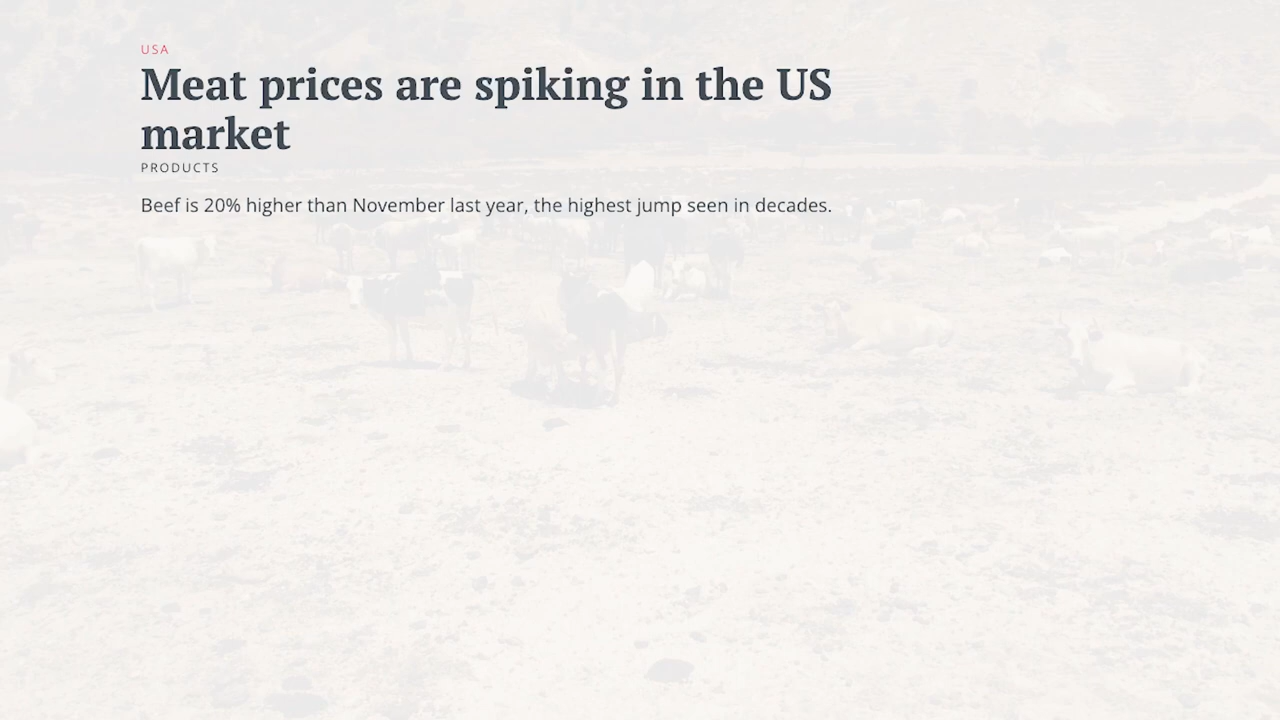 USA
Meat prices are spiking in the US
market
PRODUCTS
Beef is 20% higher than November last year, the highest jump seen in decades.